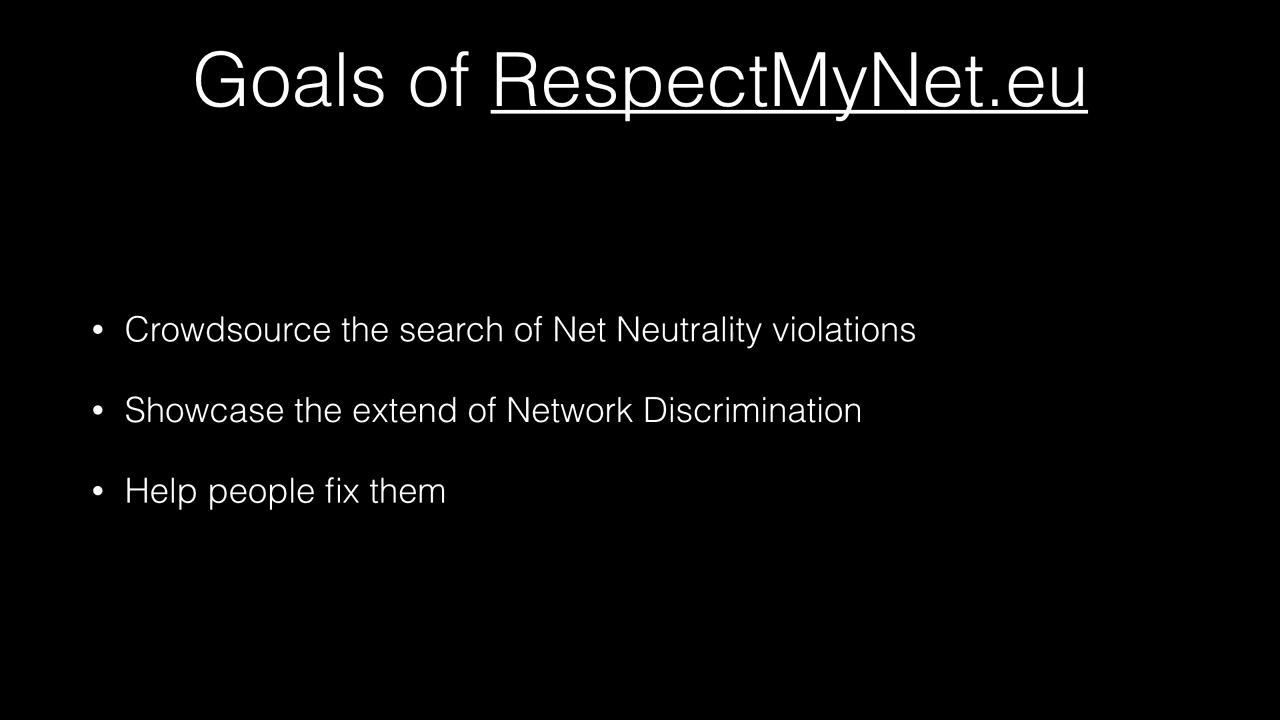 Goals of RespectMyNet.eu
• Crowdsource the search of Net Neutrality violations
• Showcase the extend of Network Discrimination
• Help people fix them